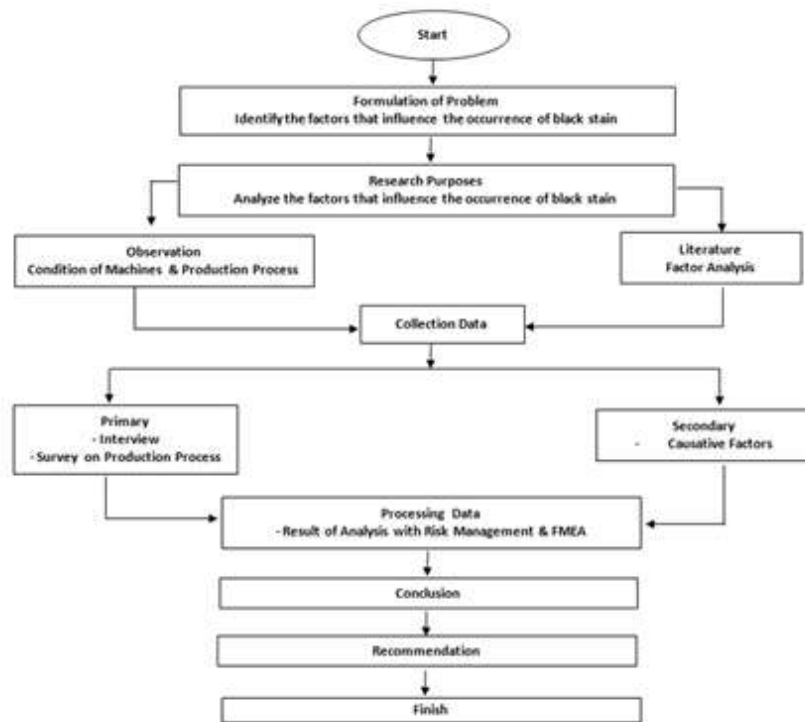 Start
Formulation of Problem
Identify the factors that influence the occurrence of black stain
Research Purposes
Analyze the factors that influence the occurrence of black stain
Observation
Condition of Machines & Production Process
Literature
Factor Analysis
Collection Data
Primary
- Interview
- Survey on Production Process
Secondary
- Causative Factors
Processing Data
- Result of Analysis with Risk Management & FMEA
Conclusion
Recommendation
Finish